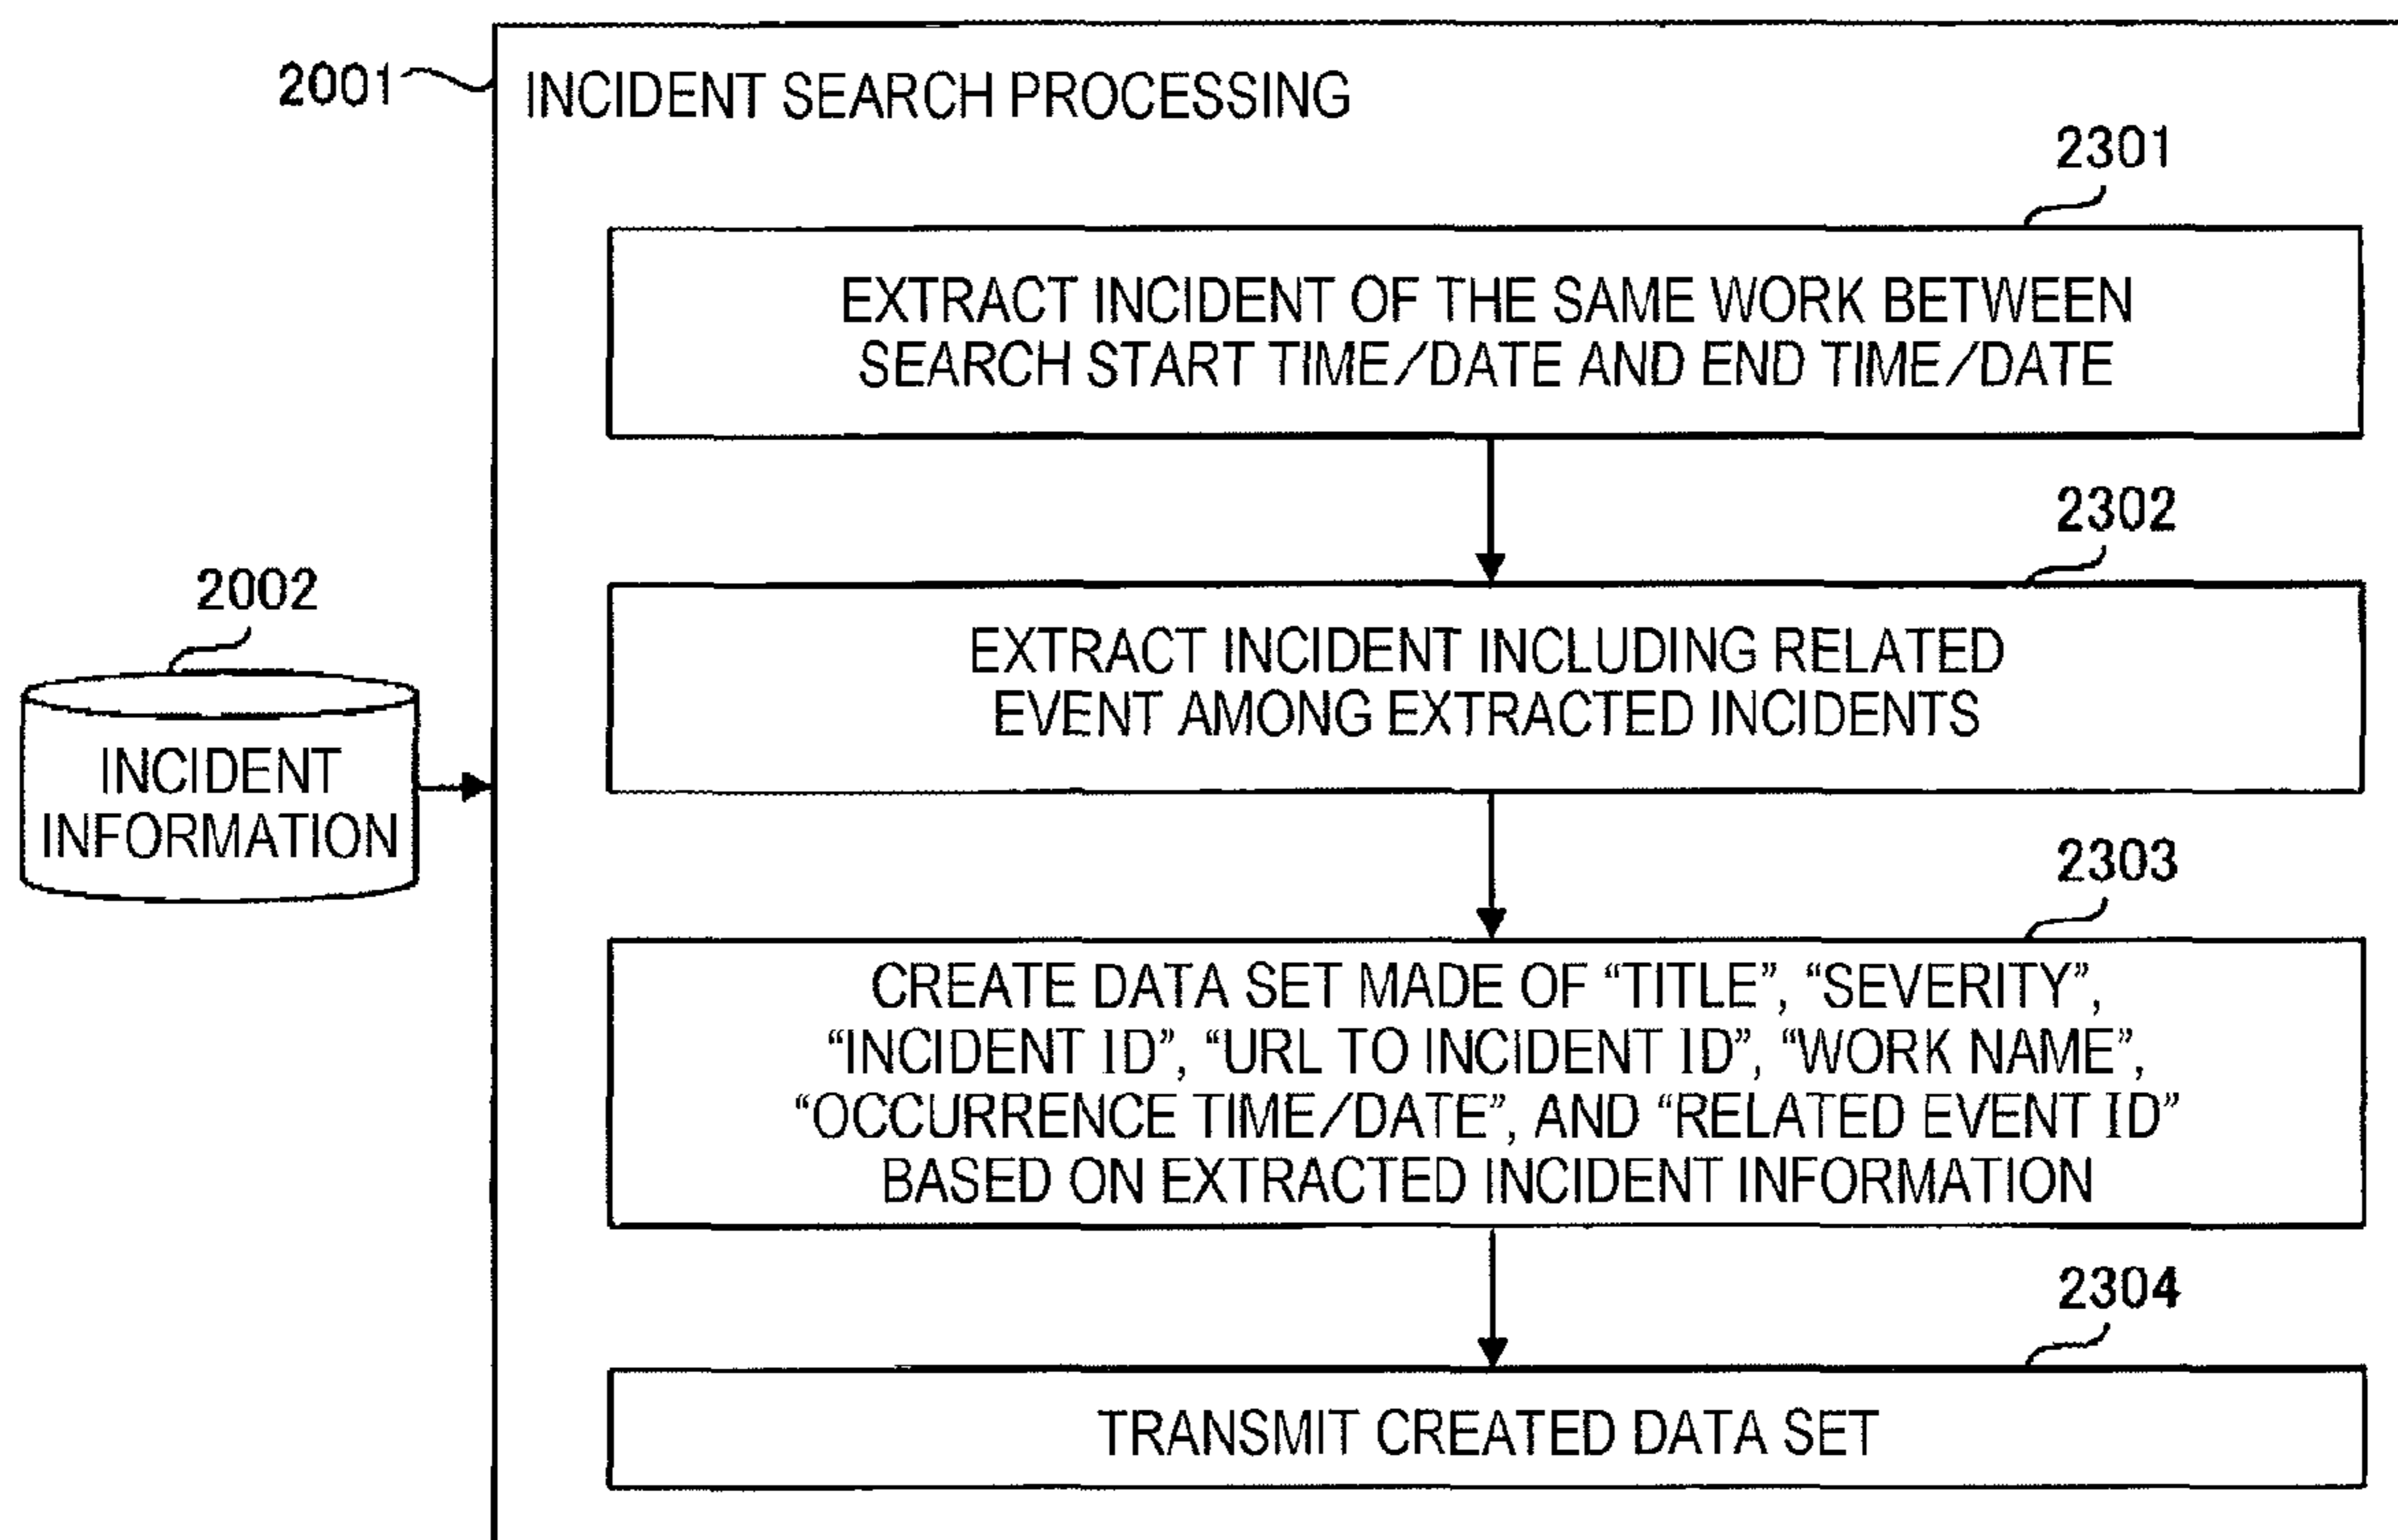 2001
INCIDENT SEARCH PROCESSING
2301
EXTRACT INCIDENT OF THE SAME WORK BETWEEN
SEARCH START TIME/DATE AND END TIME/DATE
2302
EXTRACT INCIDENT INCLUDING RELATED
EVENT AMONG EXTRACTED INCIDENTS
2002
INCIDENT
INFORMATION
2303
CREATE DATA SET MADE OF “TITLE”, “SEVERITY”,
“INCIDENT ID”, “URL TO INCIDENT ID”, “WORK NAME”,
“OCCURRENCE TIME/DATE”, AND “RELATED EVENT ID”
BASED ON EXTRACTED INCIDENT INFORMATION
2304
TRANSMIT CREATED DATA SET